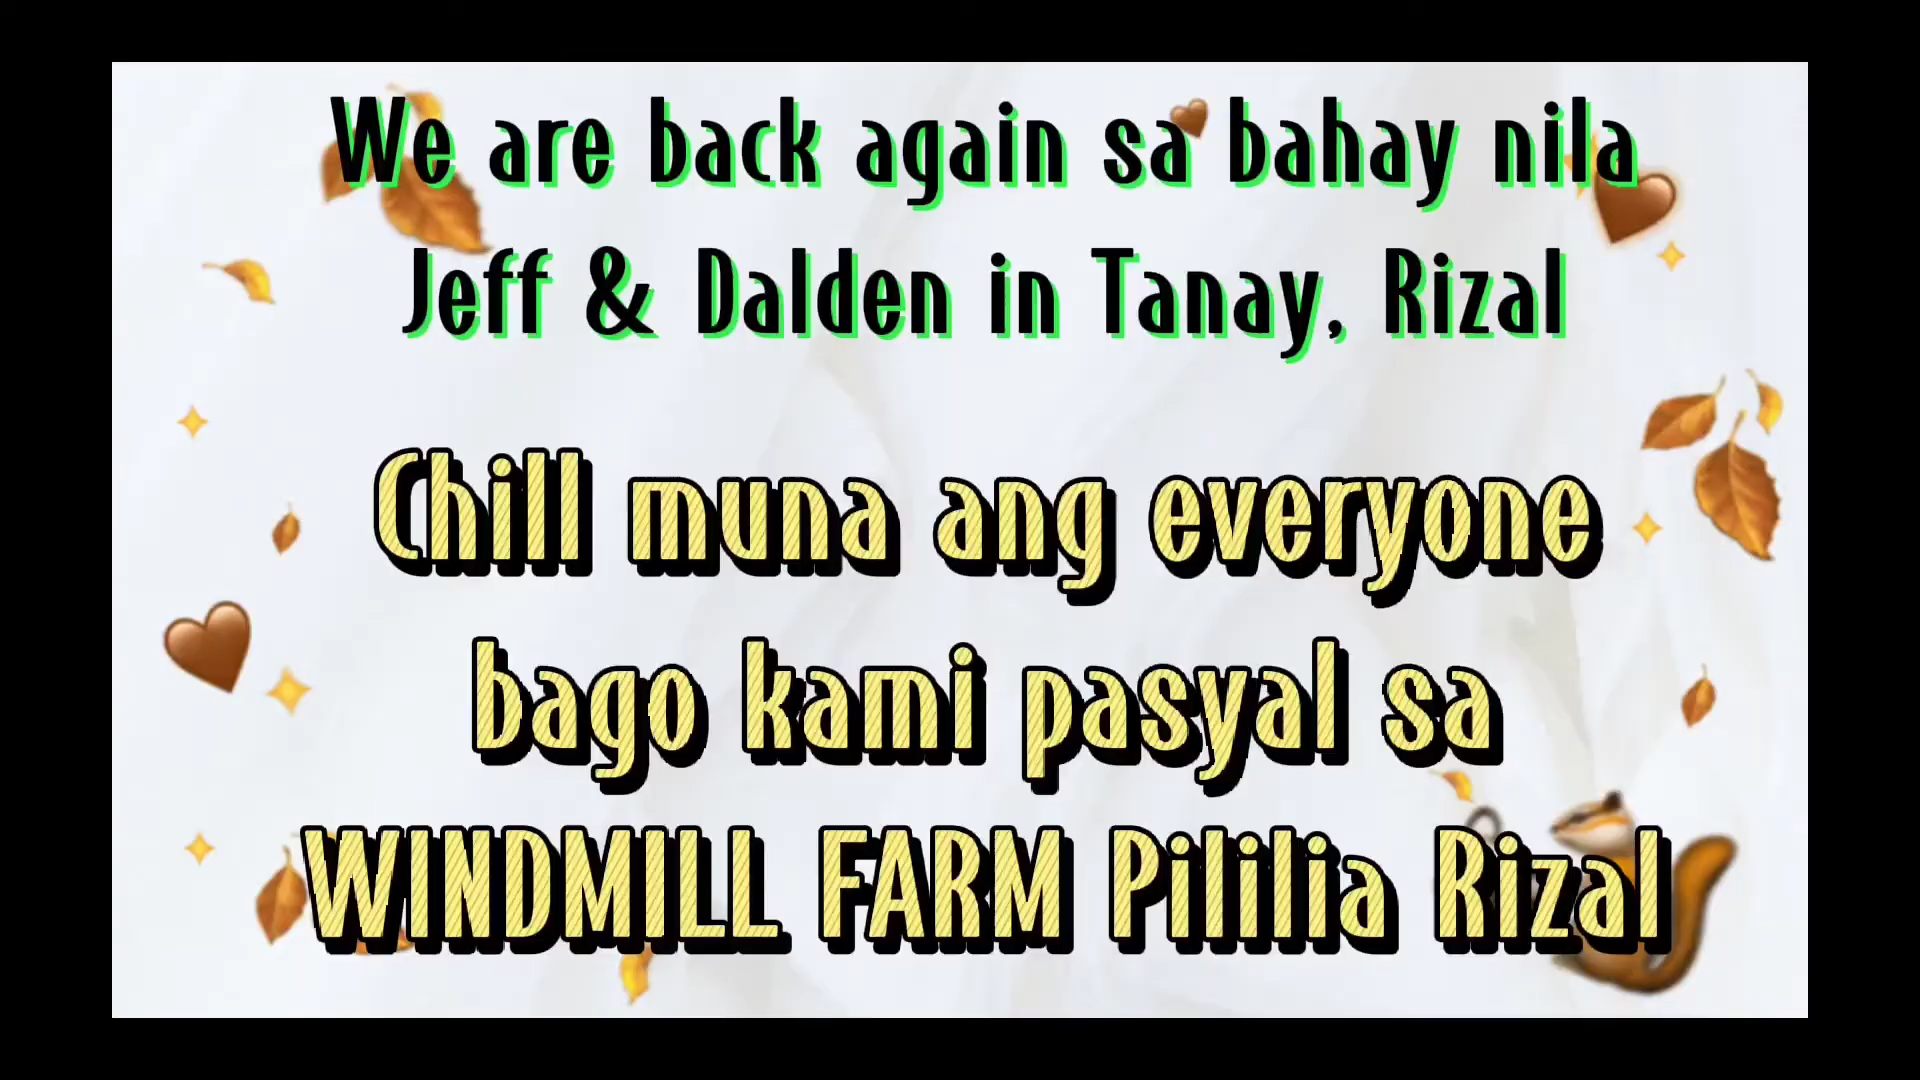 We are back again sa bahay nila
Jeff & Dalden in Tanay, Rizal
Chill muna ang everyone
bago kami pasyal sa
WINDMILL FARM Pililia Rizal